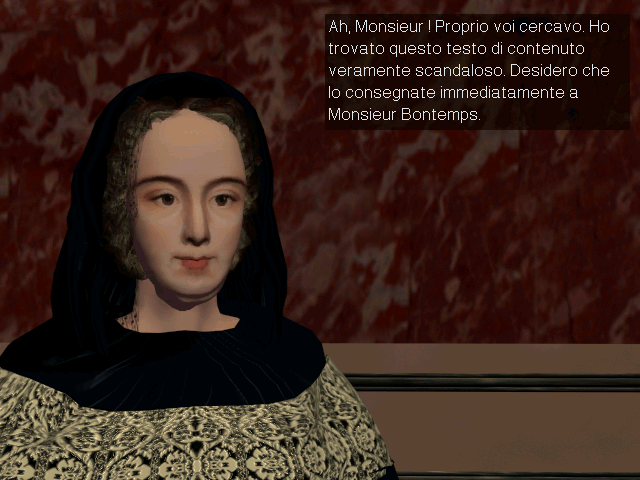 Ah, Monsieur ! Proprio voi cercavo. Ho
trovato questo testo di contenuto
veramente scandaloso. Desidero che
lo consegnate immediatamente a
Monsieur Bontemps.